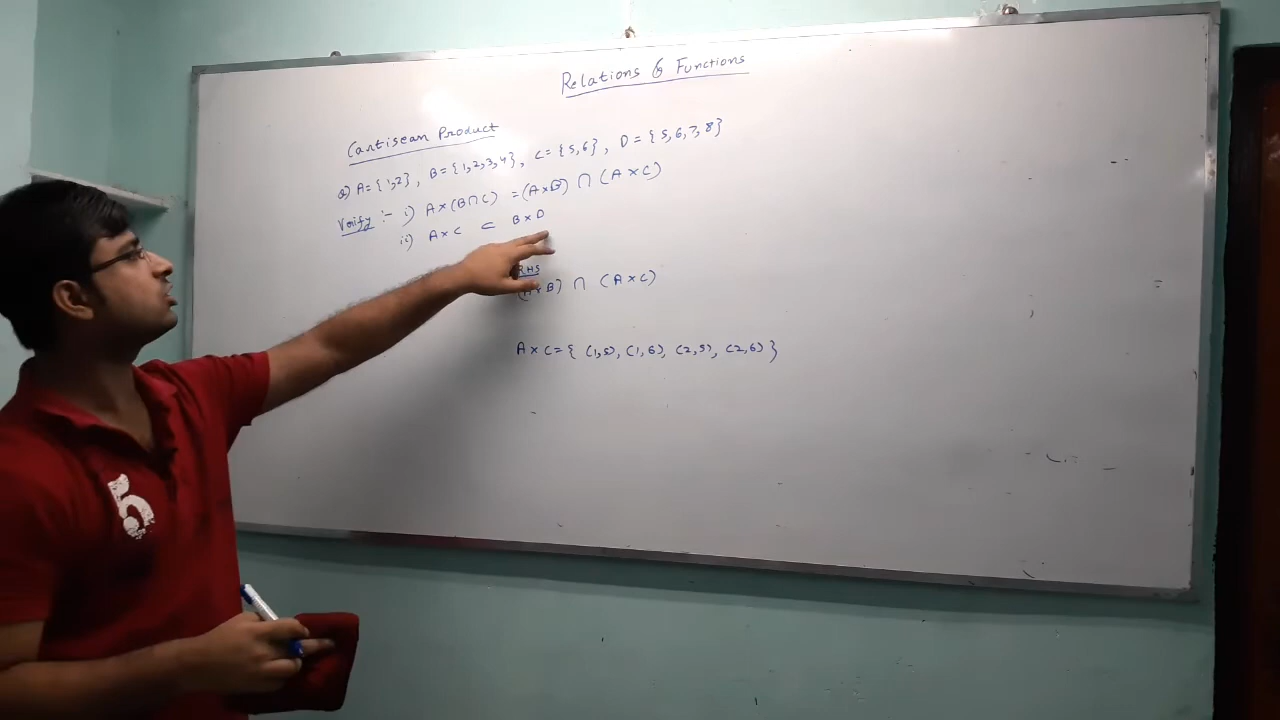 Relations & Functions
Cartisean Product
Q) A = {1,2}, B = {1,2,3,4}, C = {5,6}, D = {5,6,7,8}
Verify :- i) A×(B∩C) = (A×B) ∩ (A×C)
ii) A×C ⊂ B×D
RHS
(A×B) ∩ (A×C)
A×C = { (1,5), (1,6), (2,5), (2,6) }
5